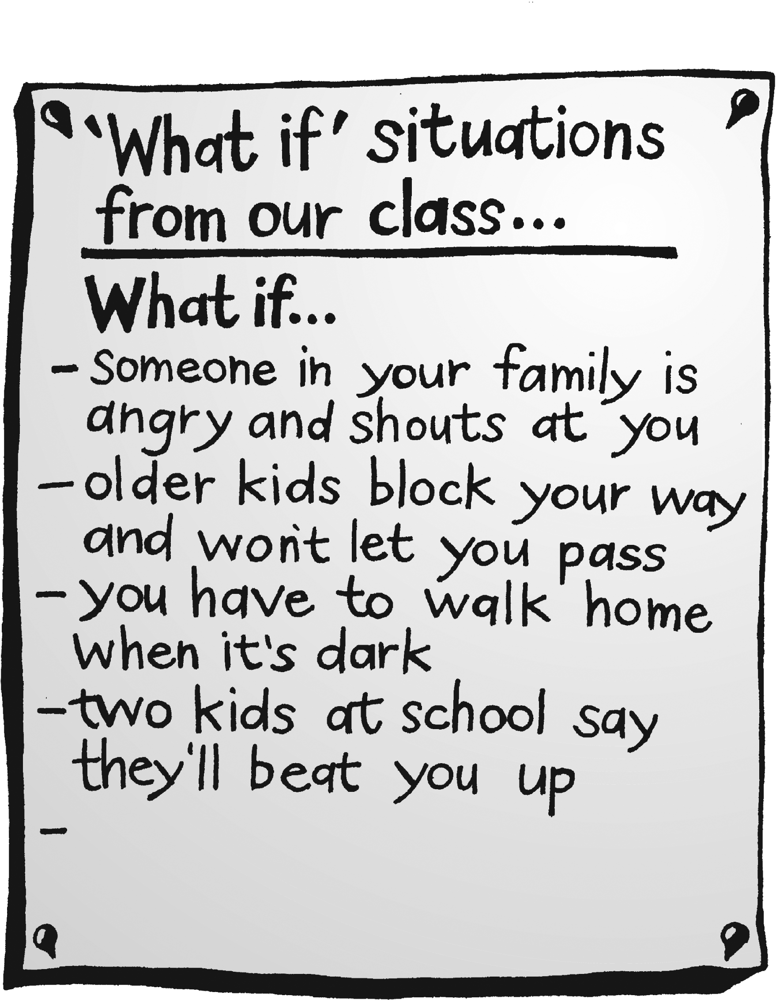 'What if' situations
from our class...
What if...
- Someone in your family is
angry and shouts at you
- older kids block your way
and won't let you pass
- you have to walk home
when it's dark
- two kids at school say
they'll beat you up
-